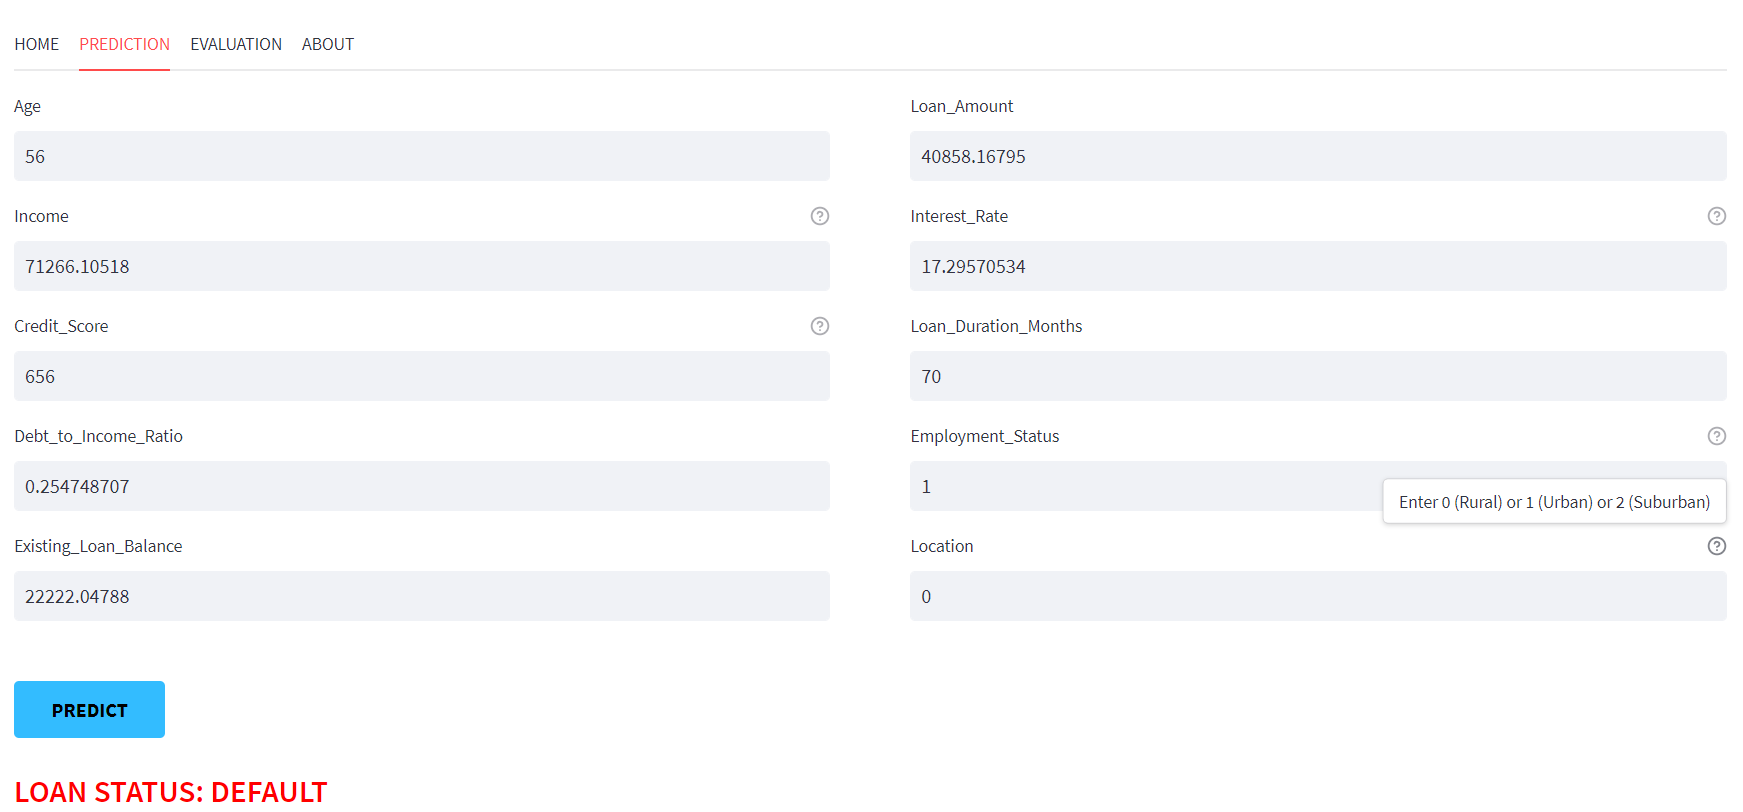 HOME PREDICTION EVALUATION ABOUT
Age
56
Income
71266.10518
Credit_Score
656
Debt_to_Income_Ratio
0.254748707
Existing_Loan_Balance
22222.04788
Loan_Amount
40858.16795
Interest_Rate
17.29570534
Loan_Duration_Months
70
Employment_Status
1
Enter 0 (Rural) or 1 (Urban) or 2 (Suburban)
Location
0
PREDICT
LOAN STATUS: DEFAULT